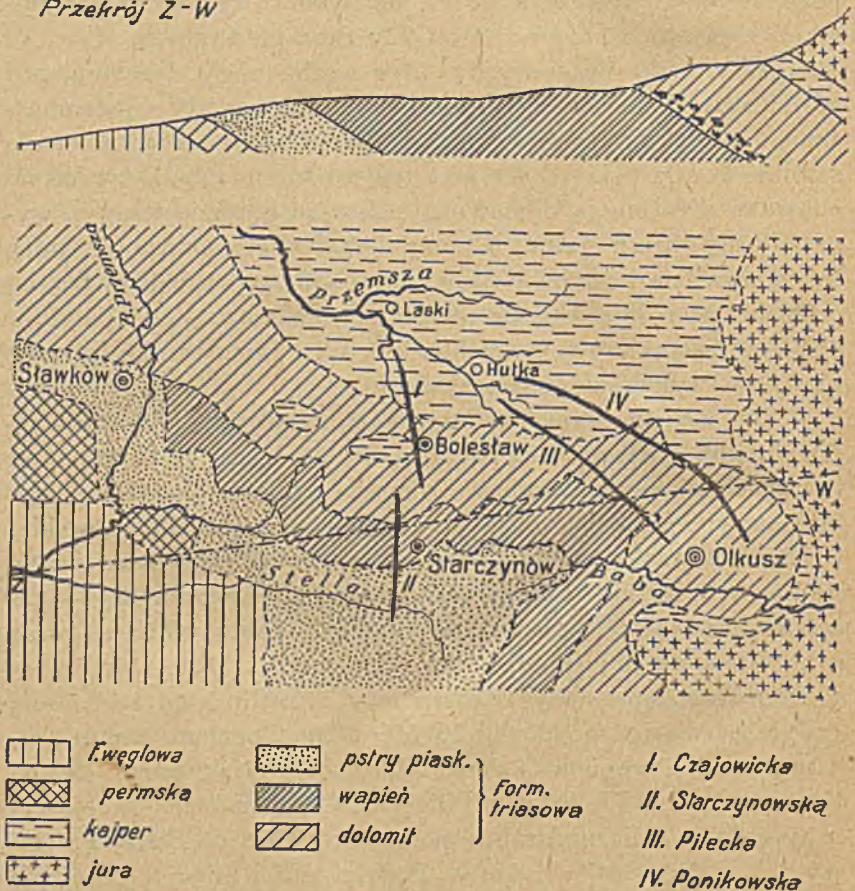 Przekrój Z-W
R. Przemsza
przemsza
Laski
Sławków
Hutka
I
IV
Bolesław
III
W
Starczynów
Olkusz
Z
Stella
II
Baba
F. węglowa
permska
kajper
jura
pstry piask.
wapień
dolomit
Form.
triasowa
I. Czajowicka
II. Starczynowska
III. Pilecka
IV. Ponikowska